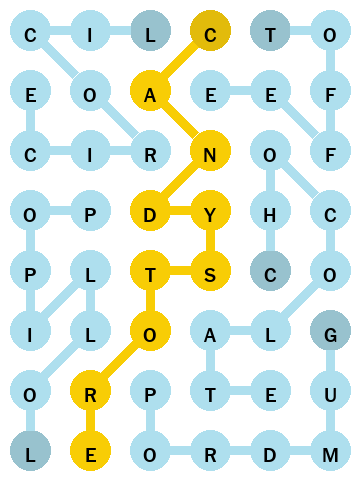 C I L C T O
E O A E E F
C I R N O F
O P D Y H C
P L T S C O
I L O A L G
O R P T E U
L E O R D M